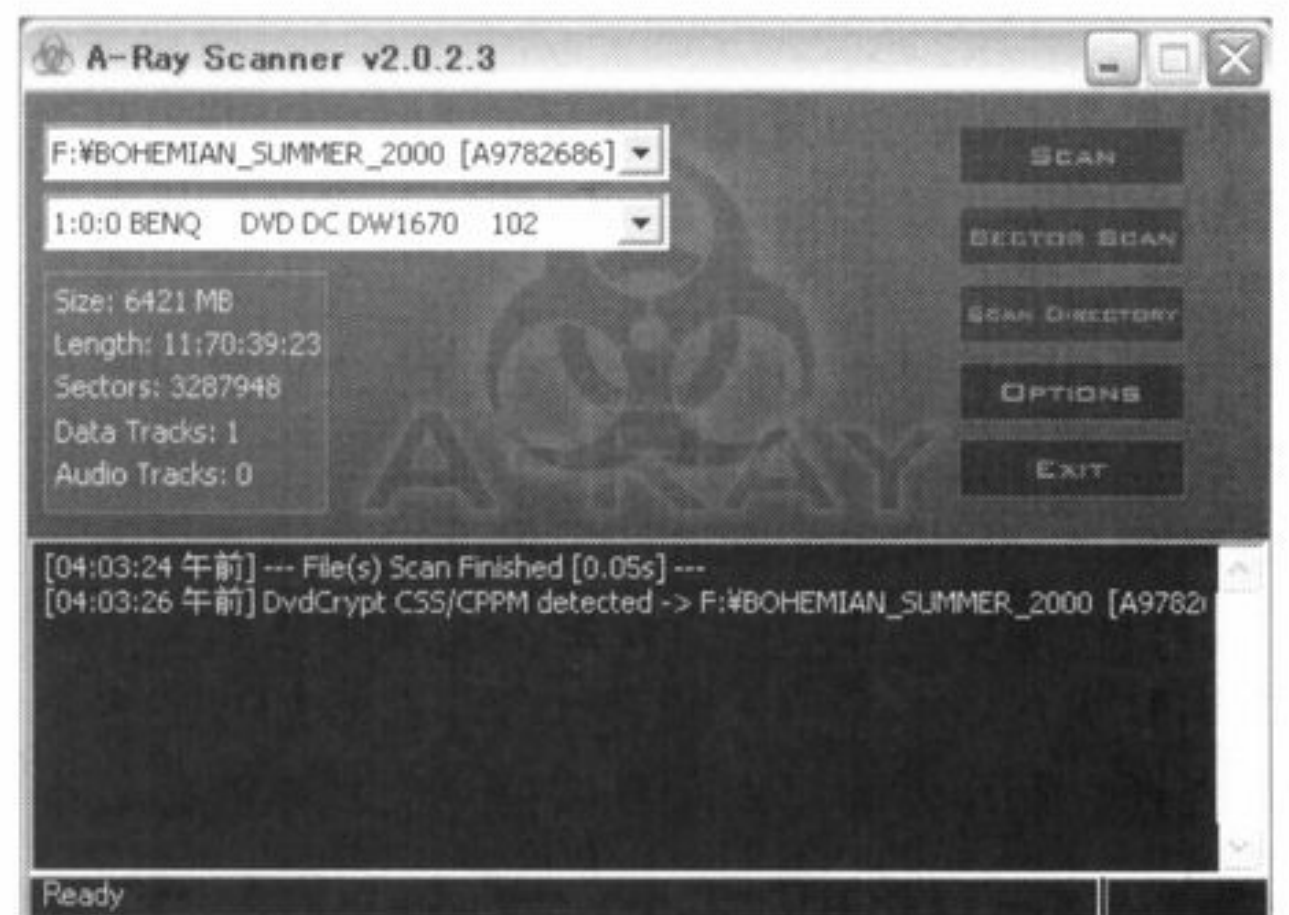 A-Ray Scanner v2.0.2.3
F:¥BOHEMIAN_SUMMER_2000 [A9782686]
1:0:0 BENQ DVD DC DW1670 102
Size: 6421 MB
Length: 11:70:39:23
Sectors: 3287948
Data Tracks: 1
Audio Tracks: 0
A RAY
SCAN
SECTOR SCAN
SCAN DIRECTORY
OPTIONS
EXIT
[04:03:24 午前] --- File(s) Scan Finished [0.05s] ---
[04:03:26 午前] DvdCrypt CSS/CPPM detected -> F:¥BOHEMIAN_SUMMER_2000 [A9782
Ready